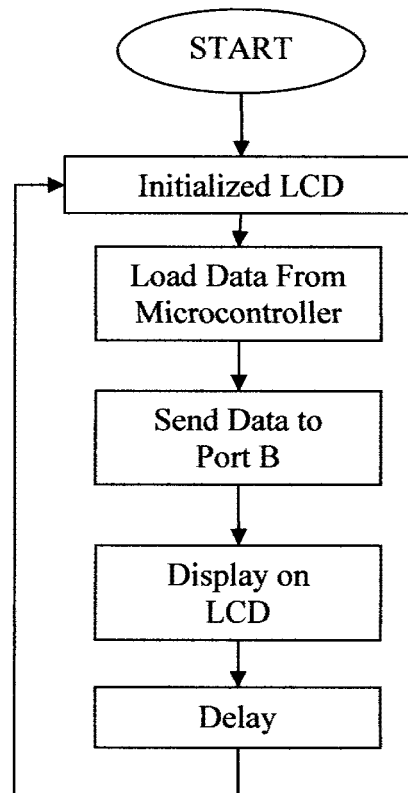 START
Initialized LCD
Load Data From
Microcontroller
Send Data to
Port B
Display on
LCD
Delay